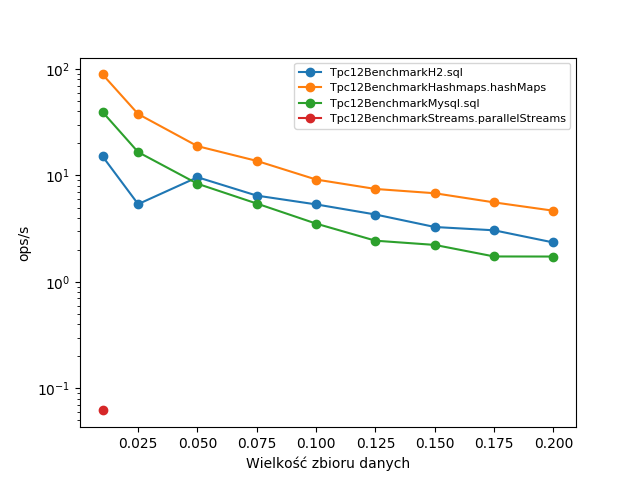 Tpc12BenchmarkH2.sql
Tpc12BenchmarkHashmaps.hashMaps
Tpc12BenchmarkMysql.sql
Tpc12BenchmarkStreams.parallelStreams
ops/s
10²
10¹
10⁰
10⁻¹
0.025 0.050 0.075 0.100 0.125 0.150 0.175 0.200
Wielkość zbioru danych